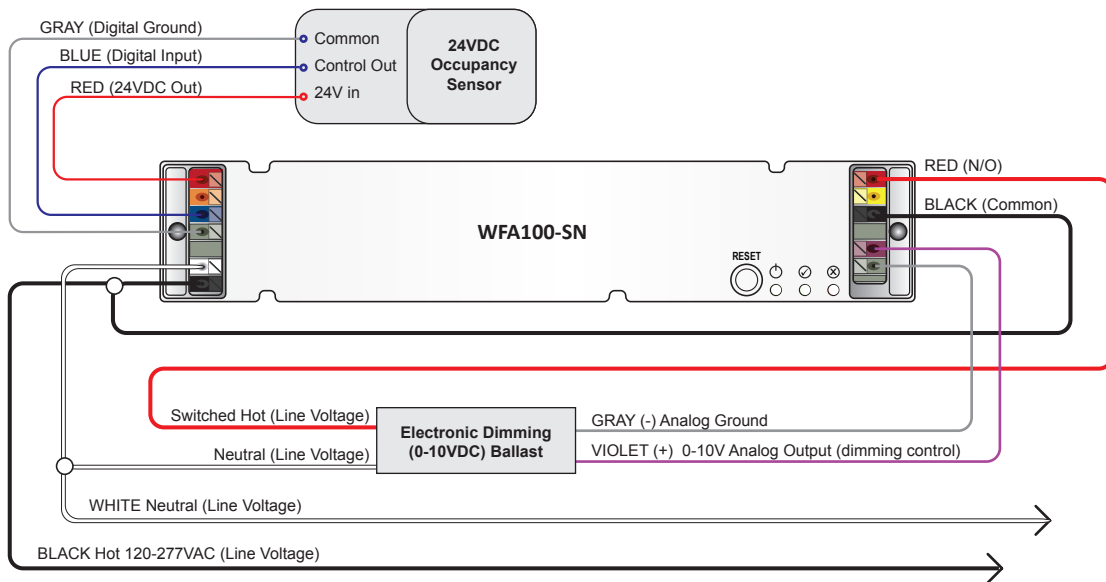 GRAY (Digital Ground)
BLUE (Digital Input)
RED (24VDC Out)
Common
Control Out
24V in
24VDC
Occupancy
Sensor
RED (N/O)
BLACK (Common)
WFA100-SN
RESET
Switched Hot (Line Voltage)
Neutral (Line Voltage)
Electronic Dimming
(0-10VDC) Ballast
GRAY (-) Analog Ground
VIOLET (+) 0-10V Analog Output (dimming control)
WHITE Neutral (Line Voltage)
BLACK Hot 120-277VAC (Line Voltage)